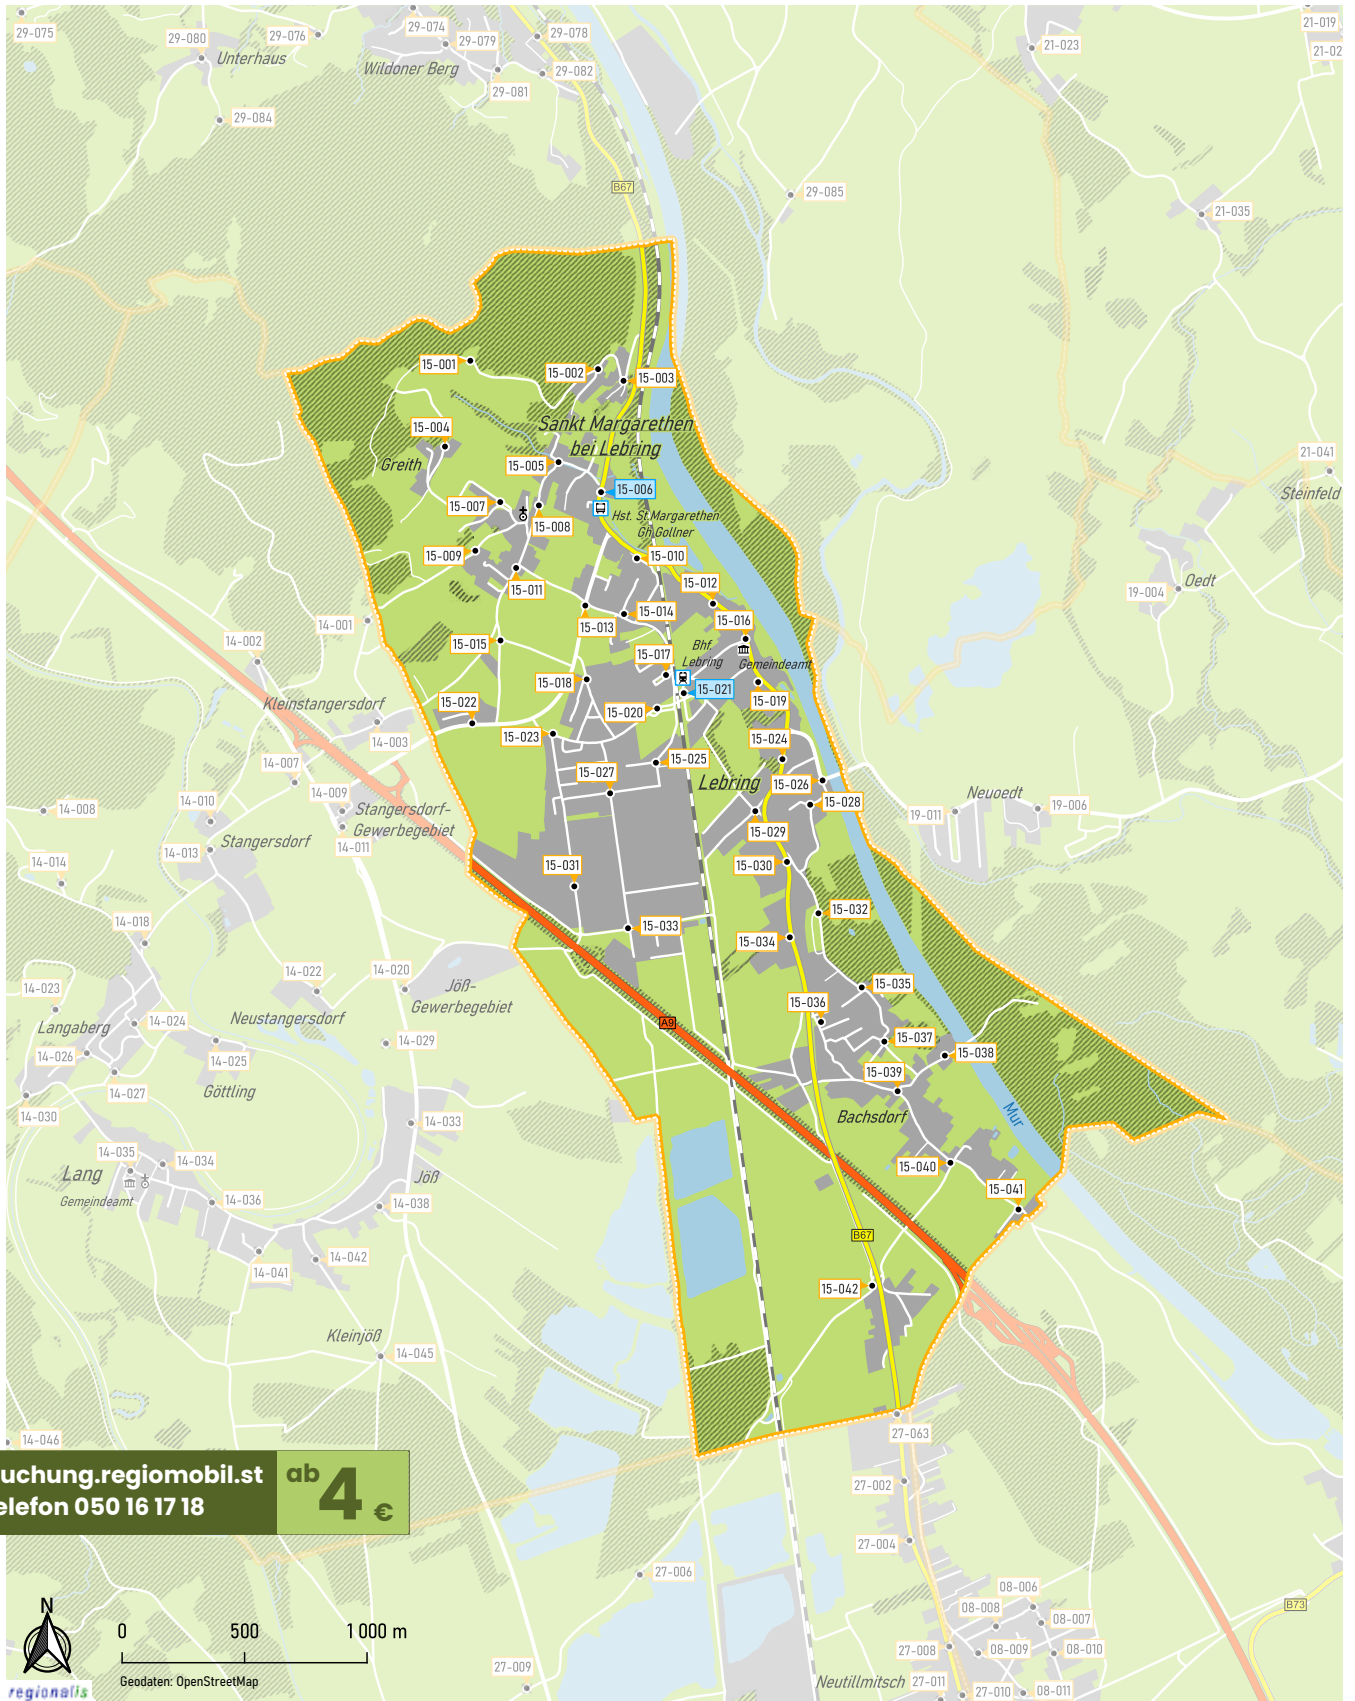 29-075
29-080
29-076
29-074
29-079
29-078
29-082
29-081
21-019
21-02
21-023
Unterhaus
Wildoner Berg
29-084
B67
29-085
21-035
15-001
15-002
15-003
15-004
Sankt Margarethen
bei Lebring
Greith
15-005
15-006
21-041
Steinfeld
15-007
15-008
Hst. St.Margarethen
Gh.Gollner
15-009
15-010
15-011
15-012
Oedt
19-004
15-013
15-014
15-016
14-001
14-002
15-015
15-017
Bhf.
Lebring
Gemeindeamt
15-018
15-021
15-019
Kleinstangersdorf
15-022
15-020
14-003
15-023
15-024
15-025
14-007
15-027
Lebring
15-026
14-009
14-010
14-008
Stangersdorf-
Gewerbegebiet
15-028
Neuoedt
19-006
19-011
15-029
14-011
Stangersdorf
14-013
14-014
15-030
15-031
15-032
14-018
15-033
15-034
14-022
14-020
Jöß-
Gewerbegebiet
15-035
14-023
Neustangersdorf
15-036
Langaberg
14-024
A9
14-029
15-037
14-026
14-025
15-038
Göttling
14-027
15-039
14-030
Bachsdorf
Mur
14-033
14-035
14-034
Lang
Jöß
15-040
Gemeindeamt
14-036
14-038
15-041
B67
14-042
14-041
15-042
Kleinjöß
14-045
14-046
27-063
uchung.regiomobil.st
elefon 050 16 17 18
ab 4 €
27-002
27-004
27-006
08-006
B73
08-008
08-007
N
0 500 1 000 m
27-008
08-009
08-010
27-009
Neutillmitsch
27-011
27-010
08-011
Geodaten: OpenStreetMap
regionalis